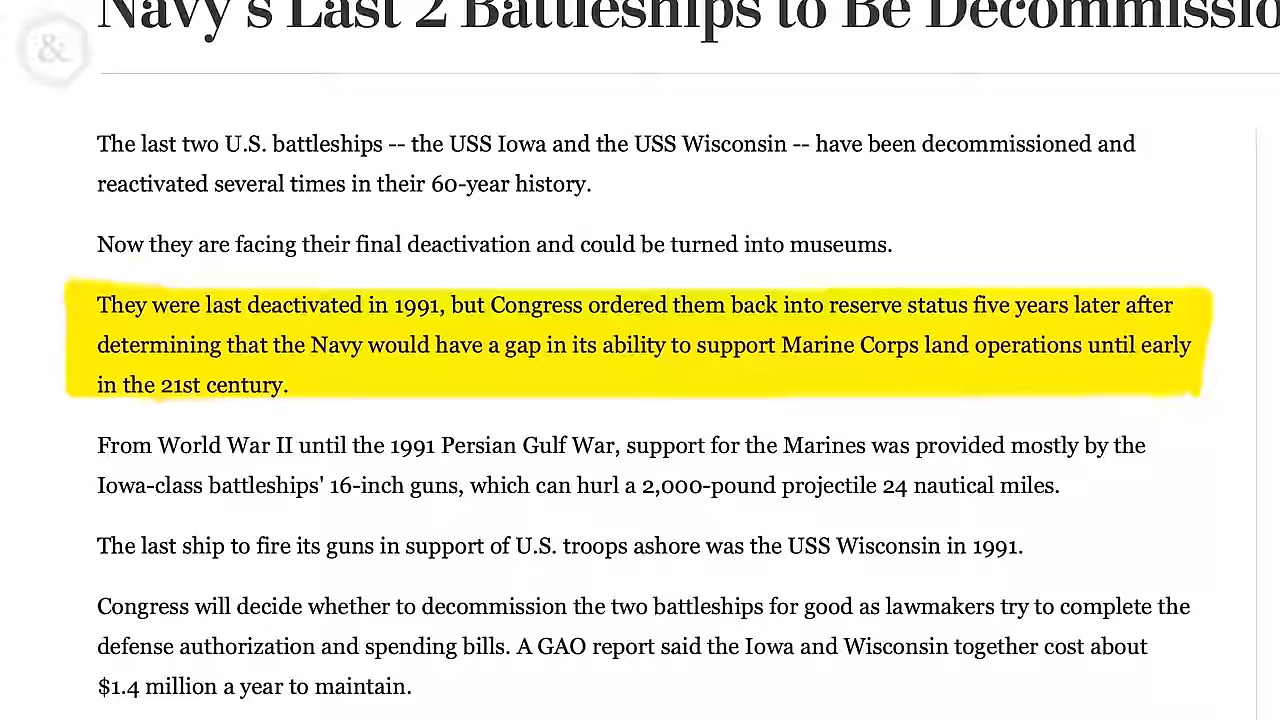 Navy's Last 2 Battleships to Be Decommissio
&
The last two U.S. battleships -- the USS Iowa and the USS Wisconsin -- have been decommissioned and
reactivated several times in their 60-year history.
Now they are facing their final deactivation and could be turned into museums.
They were last deactivated in 1991, but Congress ordered them back into reserve status five years later after
determining that the Navy would have a gap in its ability to support Marine Corps land operations until early
in the 21st century.
From World War II until the 1991 Persian Gulf War, support for the Marines was provided mostly by the
Iowa-class battleships' 16-inch guns, which can hurl a 2,000-pound projectile 24 nautical miles.
The last ship to fire its guns in support of U.S. troops ashore was the USS Wisconsin in 1991.
Congress will decide whether to decommission the two battleships for good as lawmakers try to complete the
defense authorization and spending bills. A GAO report said the Iowa and Wisconsin together cost about
$1.4 million a year to maintain.